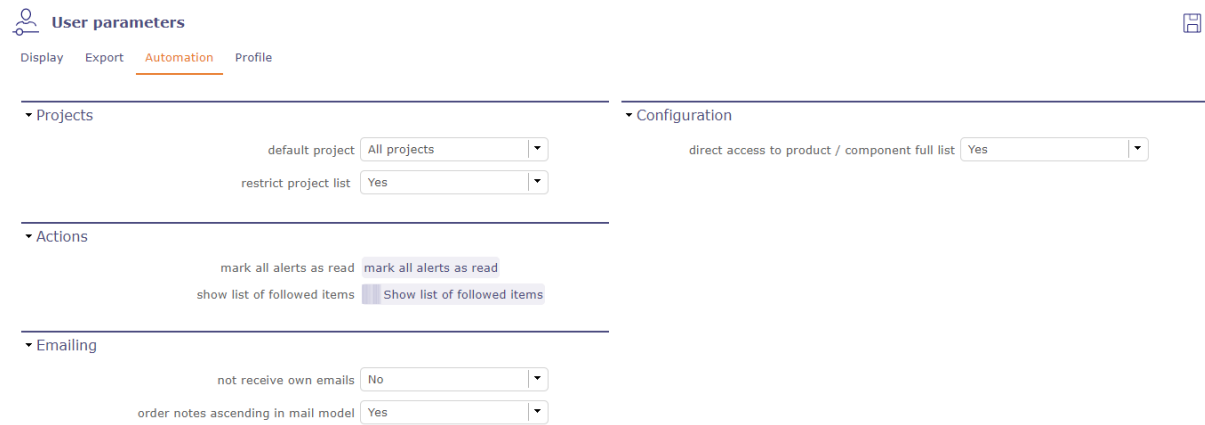 User parameters
Display Export Automation Profile
Projects
default project All projects
restrict project list Yes
Actions
mark all alerts as read mark all alerts as read
show list of followed items Show list of followed items
Emailing
not receive own emails No
order notes ascending in mail model Yes
Configuration
direct access to product / component full list Yes